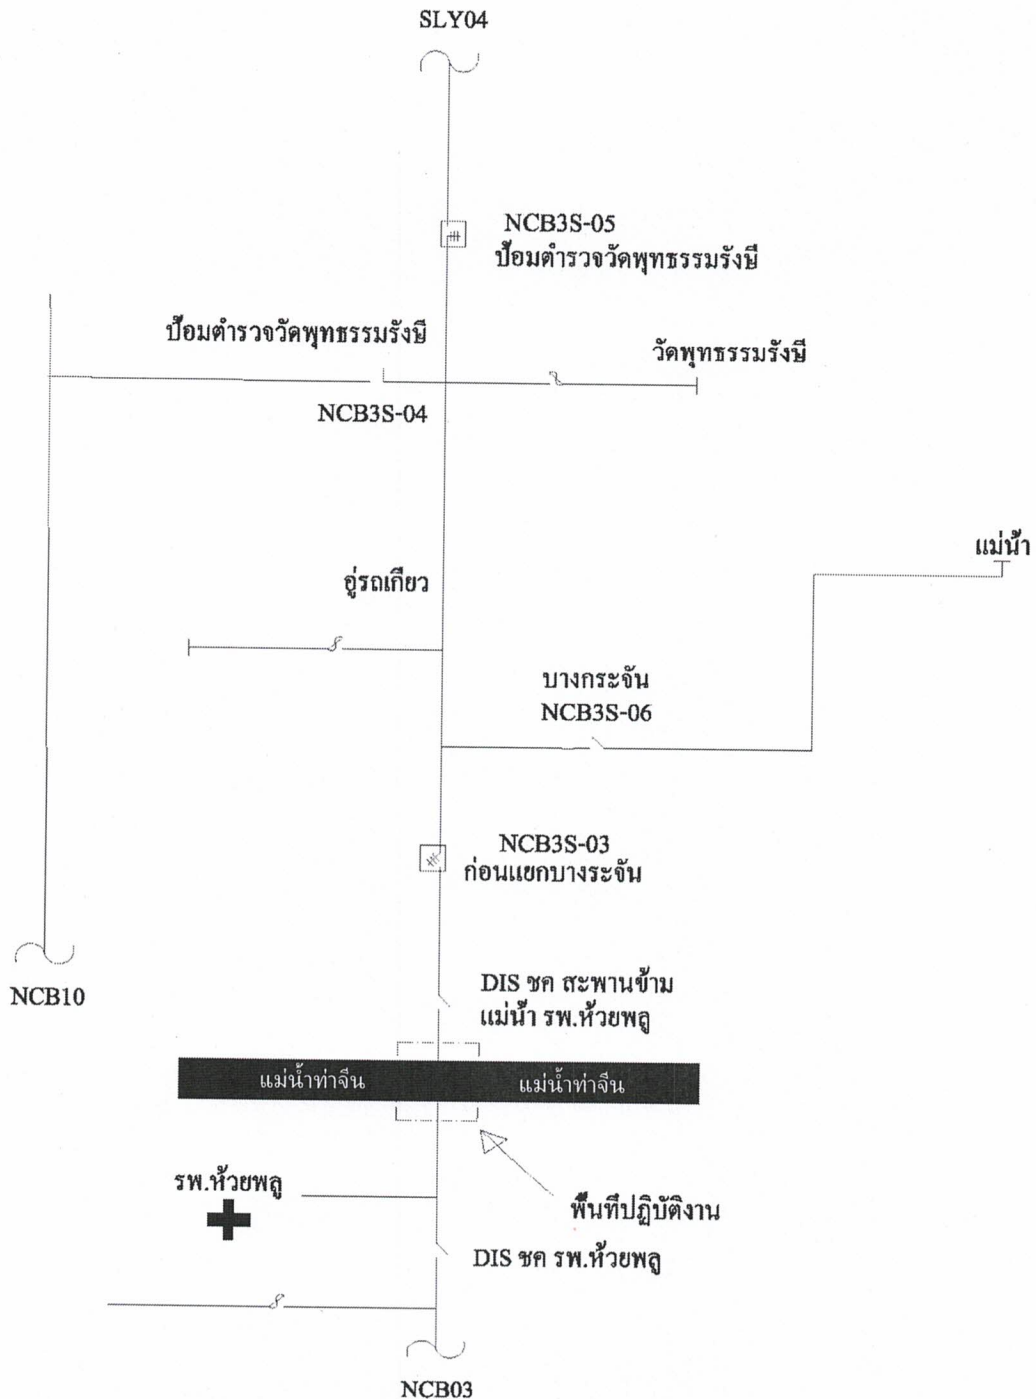 SLY04
NCB3S-05
ป้อมตำรวจวัดพุทธธรรมรังษี
ป้อมตำรวจวัดพุทธธรรมรังษี
วัดพุทธธรรมรังษี
NCB3S-04
แม่น้ำ
อู่รถเกียว
บางกระจัน
NCB3S-06
NCB3S-03
ก่อนแยกบางระจัน
NCB10
DIS ชค สะพานข้าม
แม่น้ำ รพ.ห้วยพลู
แม่น้ำท่าจีน แม่น้ำท่าจีน
รพ.ห้วยพลู
พื้นที่ปฏิบัติงาน
DIS ชค รพ.ห้วยพลู
NCB03